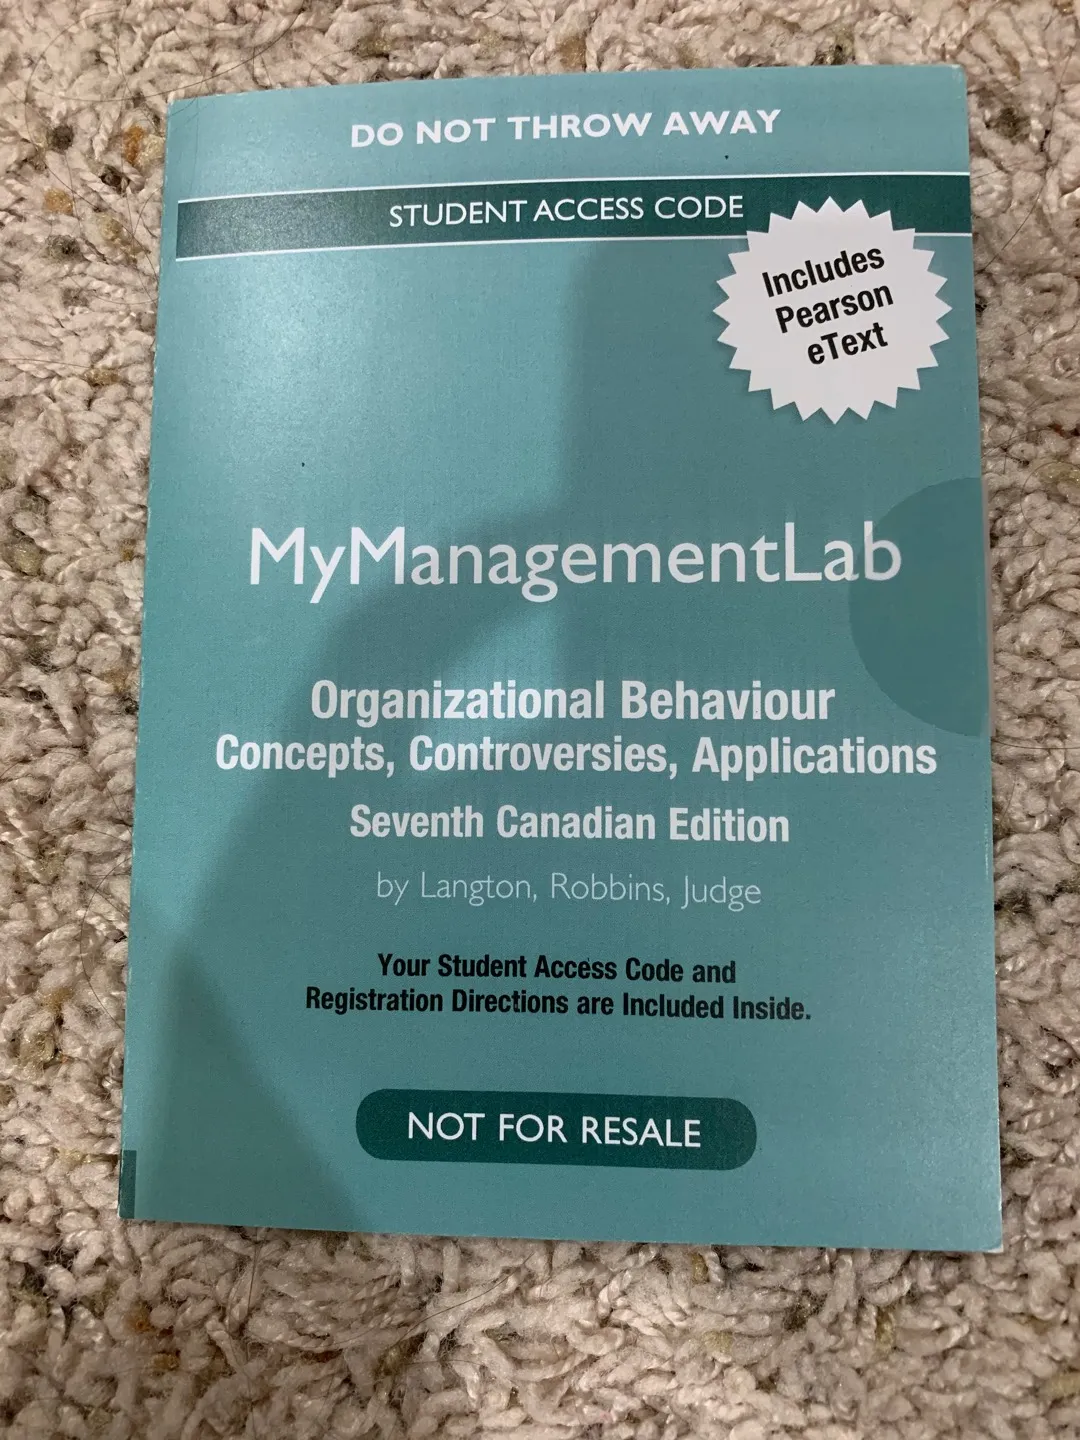 DO NOT THROW AWAY
STUDENT ACCESS CODE
Includes
Pearson
eText
MyManagementLab
Organizational Behaviour
Concepts, Controversies, Applications
Seventh Canadian Edition
by Langton, Robbins, Judge
Your Student Access Code and
Registration Directions are Included Inside.
NOT FOR RESALE